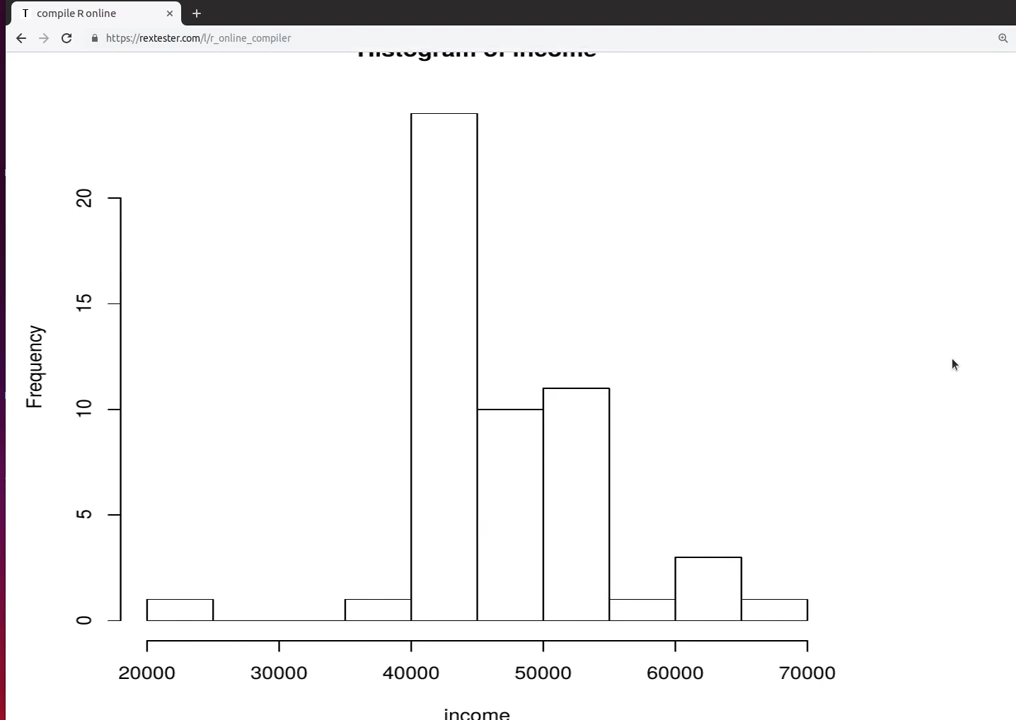 T compile R online
https://rextester.com/l/r_online_compiler
Histogram of income
20
15
10
5
0
Frequency
20000 30000 40000 50000 60000 70000
income